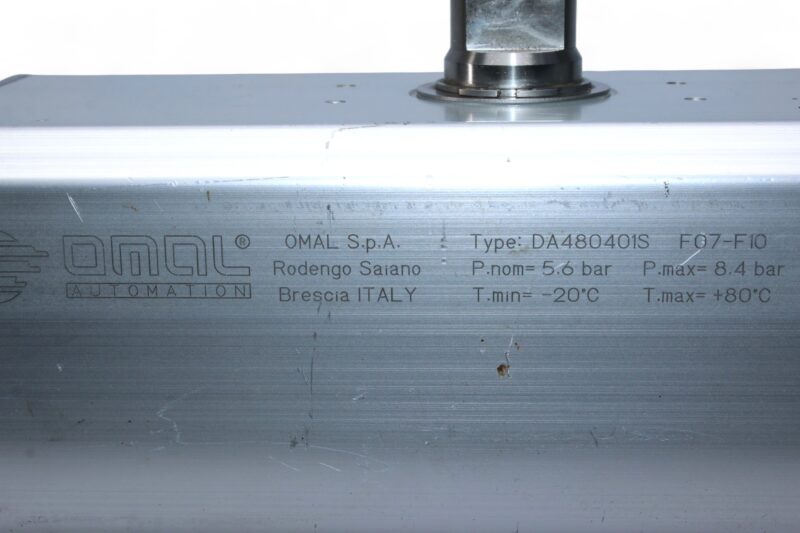 OMAL®
AUTOMATION
OMAL S.p.A.
Rodengo Saiano
Brescia ITALY
Type: DA480401S F07-F10
P.nom= 5.6 bar P.max= 8.4 bar
T.min= -20°C T.max= +80°C